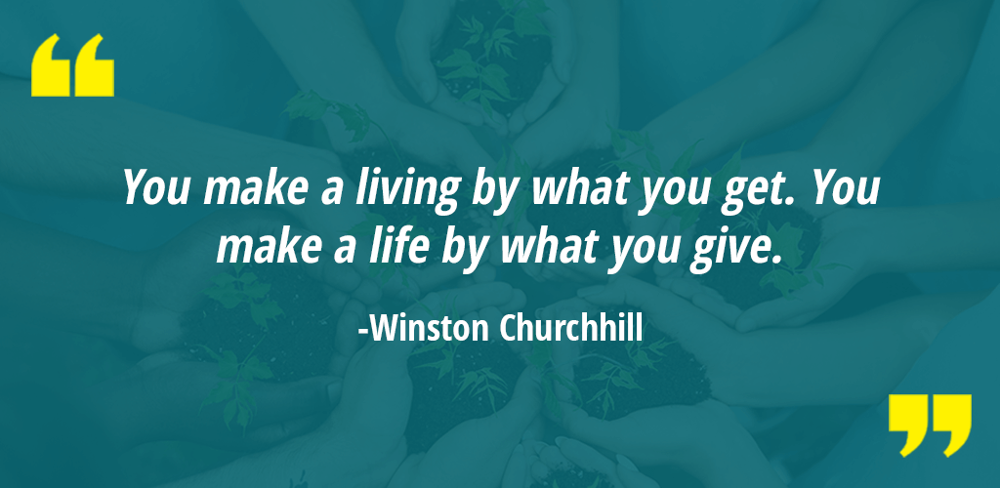 You make a living by what you get. You
make a life by what you give.
-Winston Churchhill